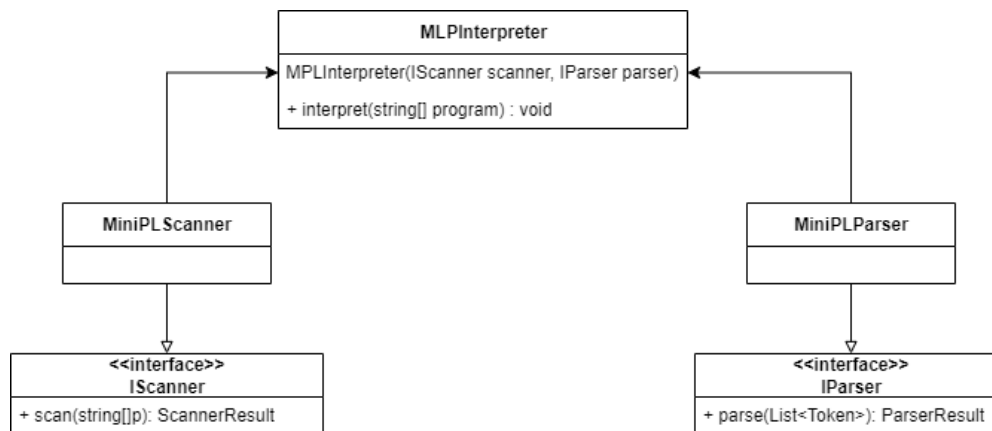 MLPInterpreter
MPLInterpreter(IScanner scanner, IParser parser)
+ interpret(string[] program) : void
MiniPLScanner
MiniPLParser
<<interface>>
IScanner
+ scan(string[]p): ScannerResult
<<interface>>
IParser
+ parse(List<Token>): ParserResult